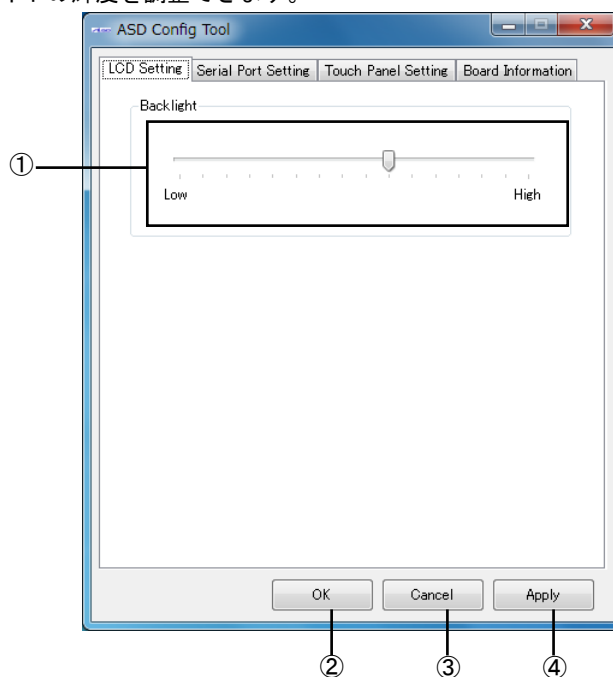 イトの輝度を調整できます。
ASD Config Tool
LCD Setting Serial Port Setting Touch Panel Setting Board Information
Backlight
①
Low High
OK Cancel Apply
② ③ ④